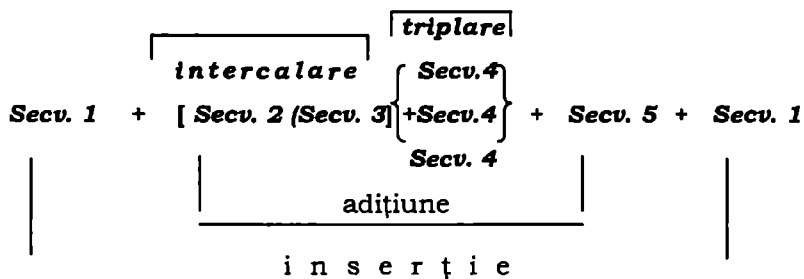 triplare
intercalare
Secv.4
Secv. 1 + [ Secv. 2 (Secv. 3] +Secv.4 + Secv. 5 + Secv. 1
Secv. 4
adițiune
inserție